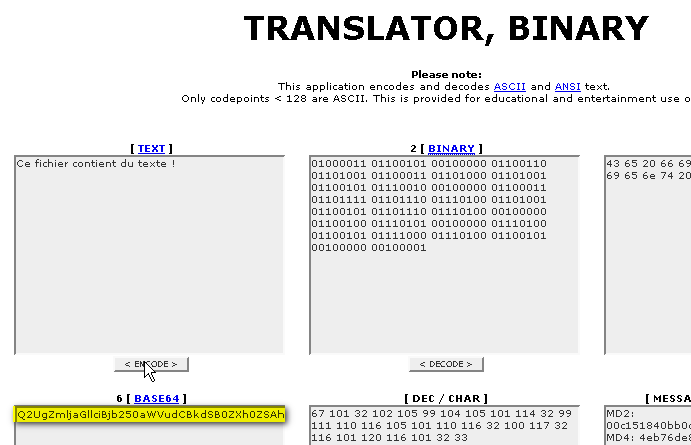 TRANSLATOR, BINARY
Please note:
This application encodes and decodes ASCII and ANSI text.
Only codepoints < 128 are ASCII. This is provided for educational and entertainment use o
[ TEXT ]
Ce fichier contient du texte !
< ENCODE >
2 [ BINARY ]
01000011 01100101 00100000 01100110
01101001 01100011 01101000 01101001
01100101 01110010 00100000 01100011
01101111 01101110 01110100 01101001
01100101 01101110 01110100 00100000
01100100 01110101 00100000 01110100
01100101 01111000 01110100 01100101
00100000 00100001
< DECODE >
43 65 20 66 69
69 65 6e 74 20
6 [ BASE64 ]
Q2UgZmljaGllciBjb250aWVudCBkdSB0ZXh0ZSAh
[ DEC / CHAR ]
67 101 32 102 105 99 104 105 101 114 32 99
111 110 116 105 101 110 116 32 100 117 32
116 101 120 116 101 32 33
[ MESSA
MD2:
00c151840bb0
MD4: 4eb76de